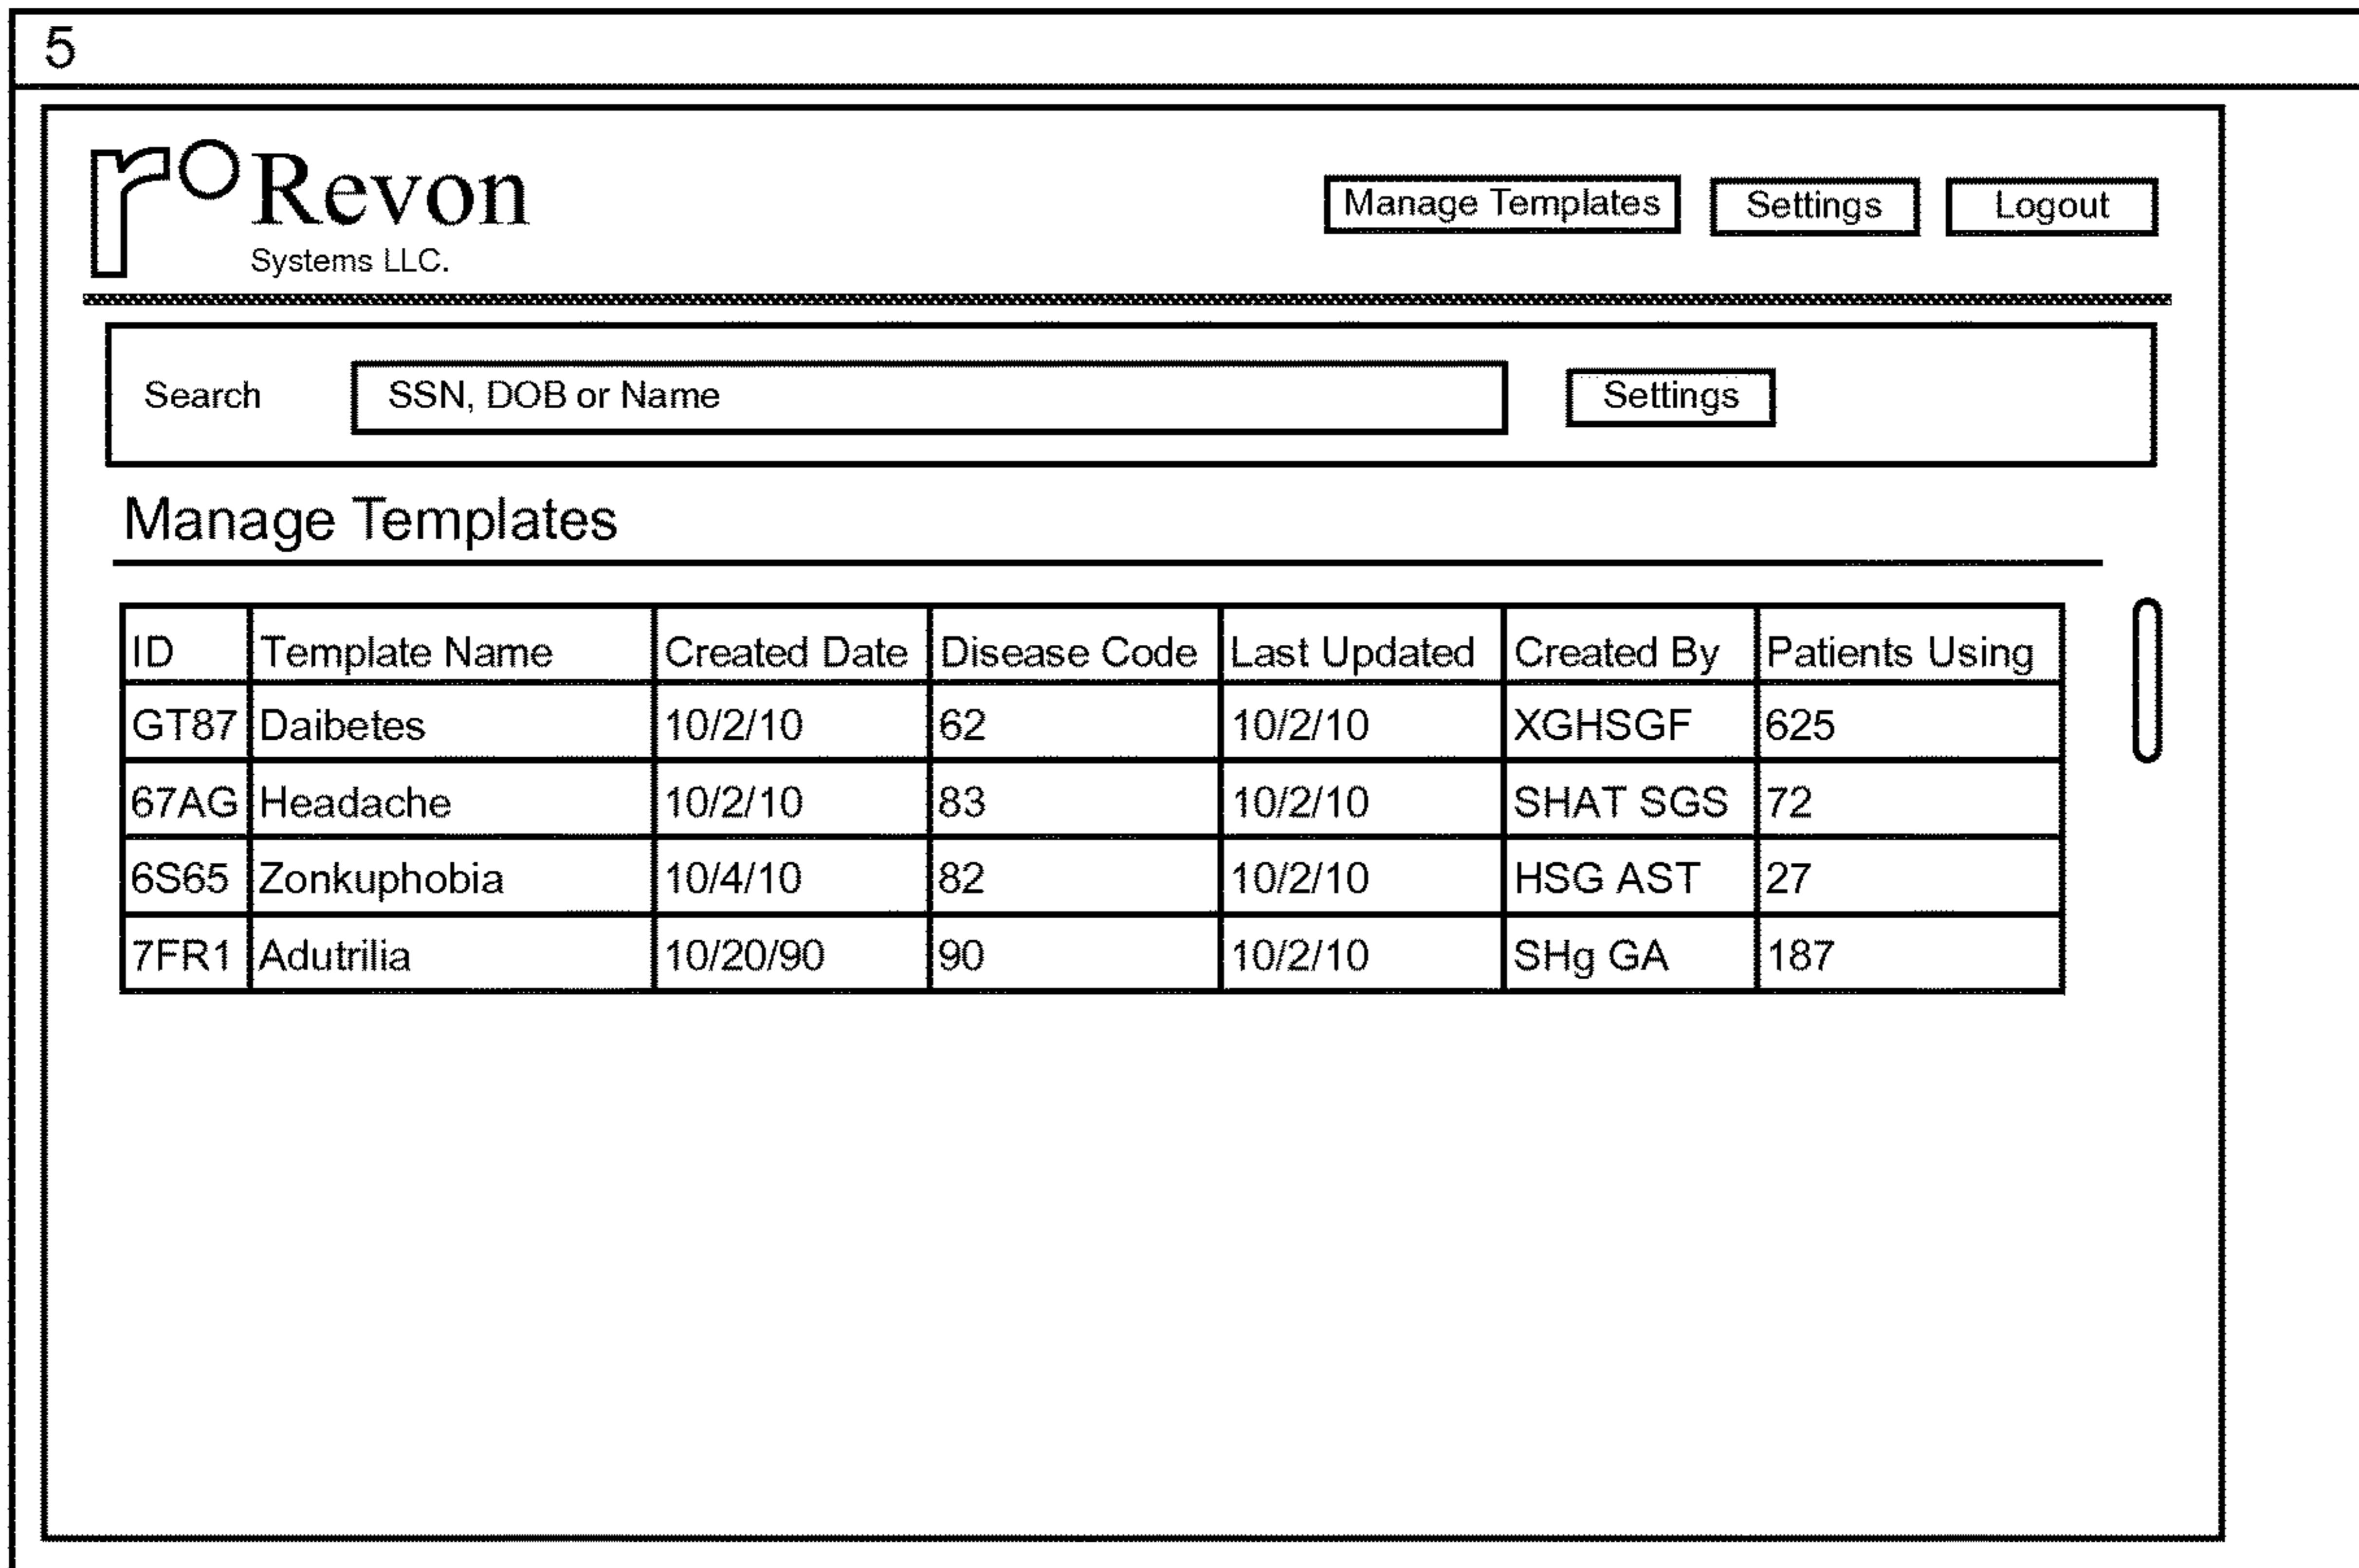 5
ro Revon
Systems LLC.
Manage Templates Settings Logout
Search SSN, DOB or Name Settings
Manage Templates
ID Template Name Created Date Disease Code Last Updated Created By Patients Using
GT87 Daibetes 10/2/10 62 10/2/10 XGHSGF 625
67AG Headache 10/2/10 83 10/2/10 SHAT SGS 72
6S65 Zonkuphobia 10/4/10 82 10/2/10 HSG AST 27
7FR1 Adutrilia 10/20/90 90 10/2/10 SHg GA 187